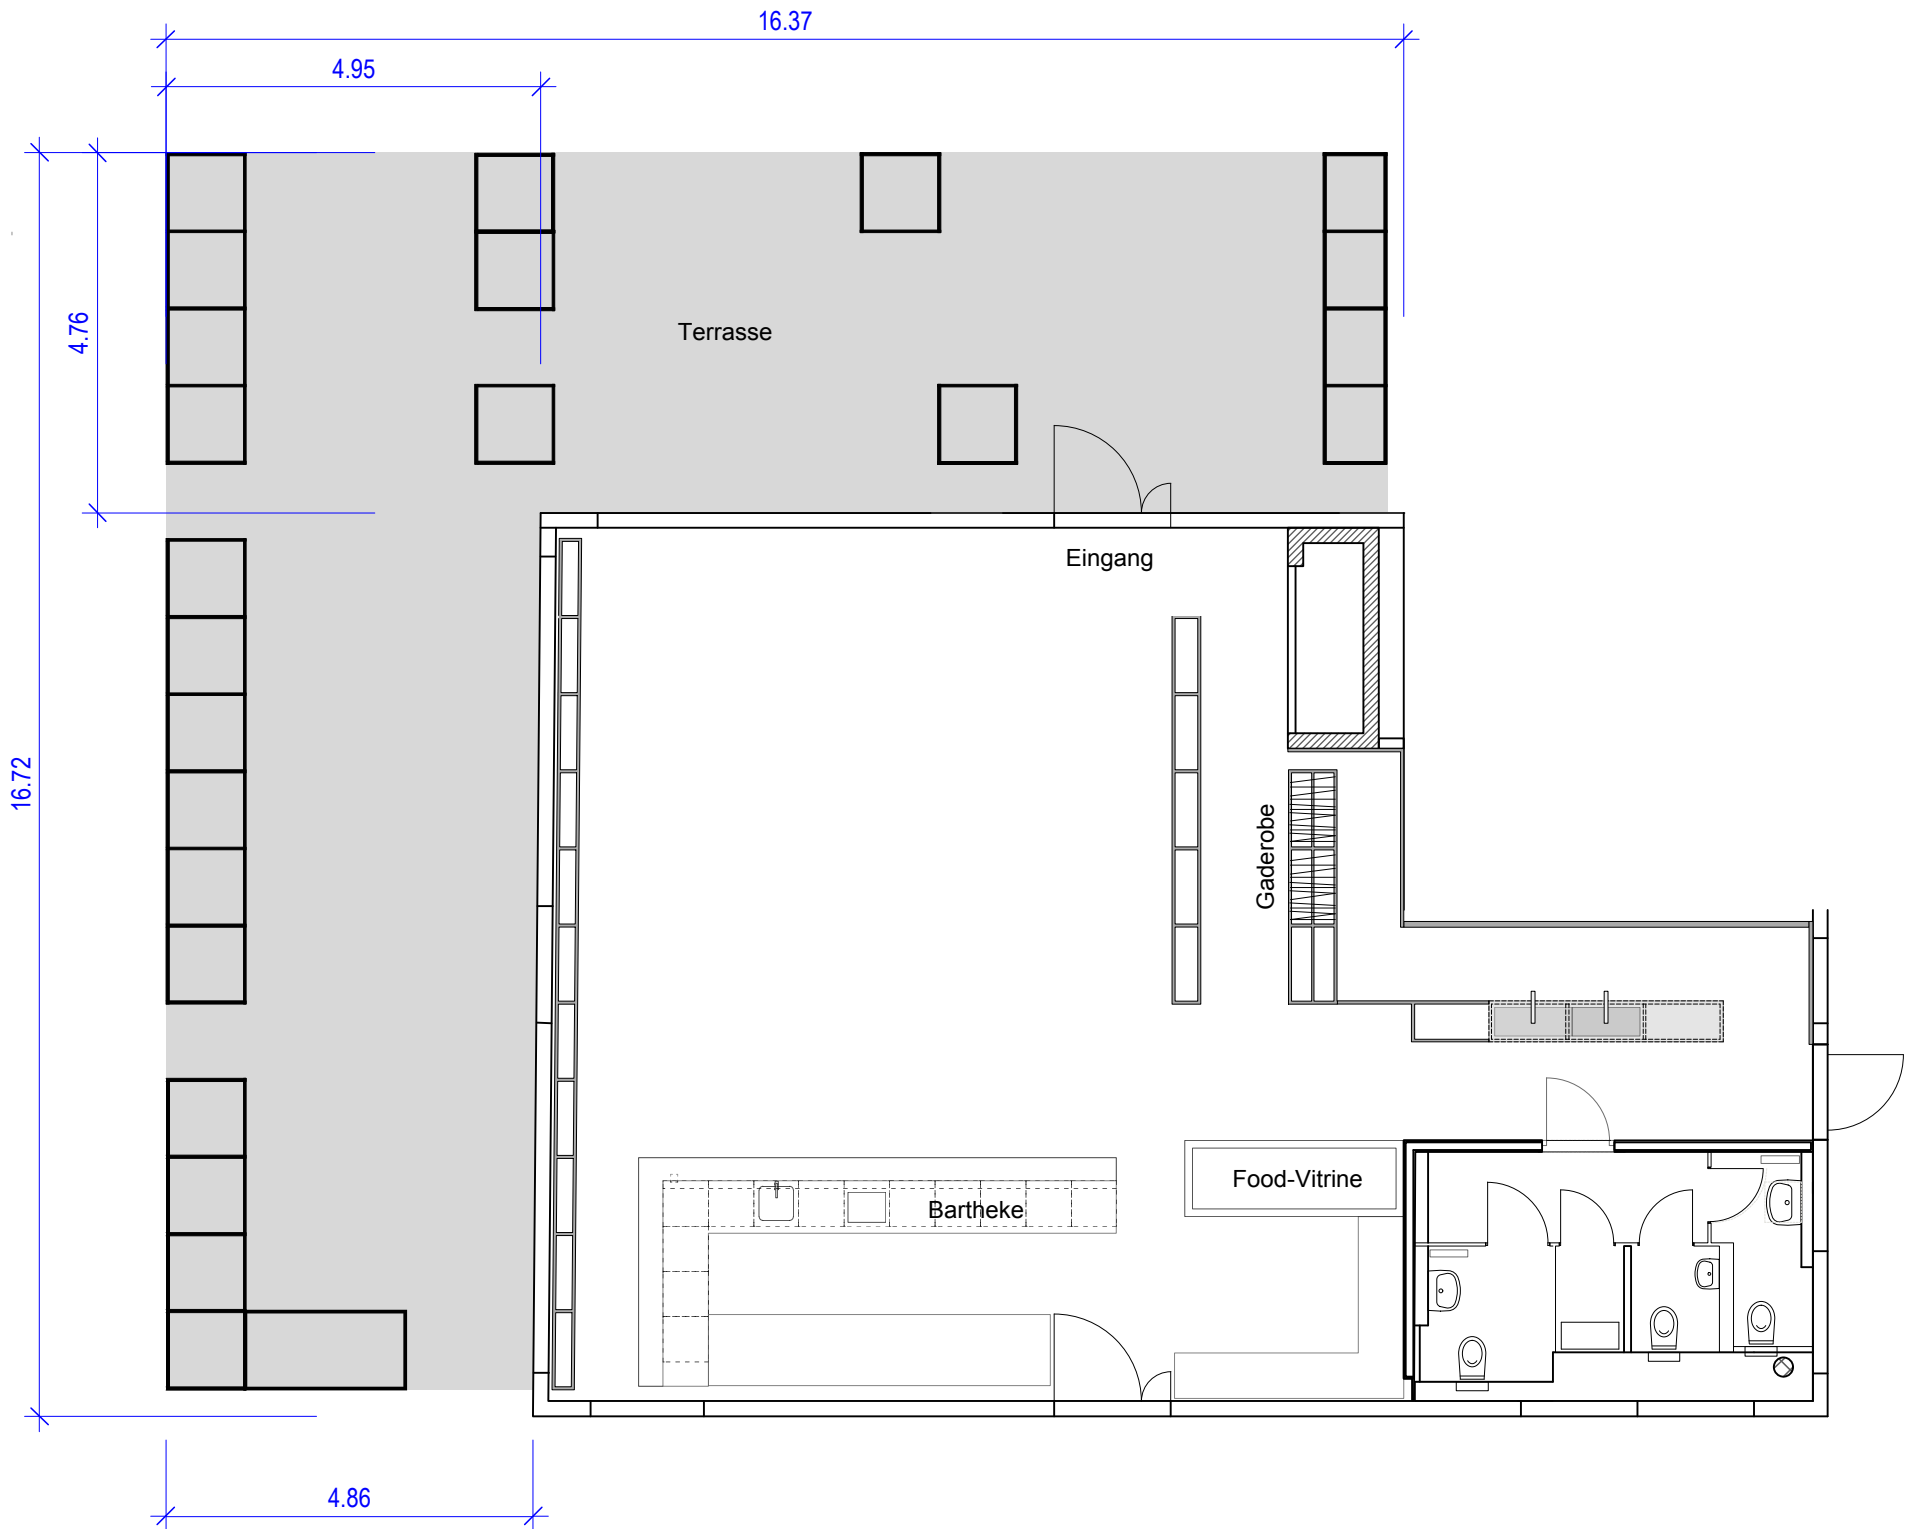 16.37
4.95
4.76
Terrasse
Eingang
16.72
Gaderobe
Food-Vitrine
Bartheke
4.86